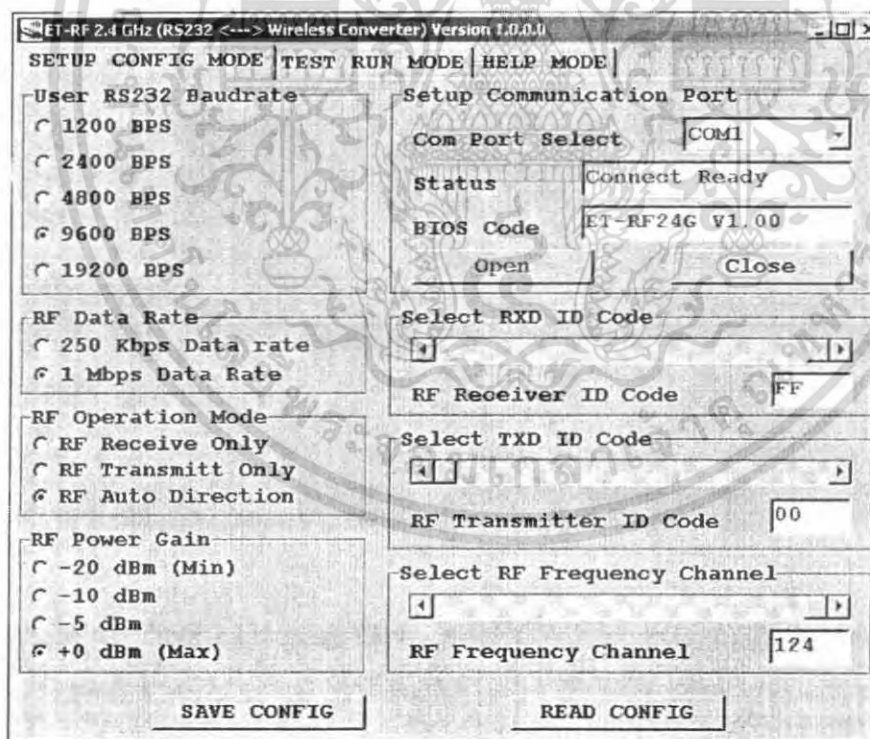 ET-RF 2.4 GHz (RS232 <---> Wireless Converter) Version 1.0.0.0
SETUP CONFIG MODE TEST RUN MODE HELP MODE
User RS232 Baudrate
1200 BPS
2400 BPS
4800 BPS
9600 BPS
19200 BPS
RF Data Rate
250 Kbps Data rate
1 Mbps Data Rate
RF Operation Mode
RF Receive Only
RF Transmitt Only
RF Auto Direction
RF Power Gain
-20 dBm (Min)
-10 dBm
-5 dBm
+0 dBm (Max)
SAVE CONFIG
Setup Communication Port
Com Port Select COM1
Status Connect Ready
BIOS Code ET-RF24G V1.00
Open Close
Select RXD ID Code
RF Receiver ID Code FF
Select TXD ID Code
RF Transmitter ID Code 00
Select RF Frequency Channel
RF Frequency Channel 124
READ CONFIG